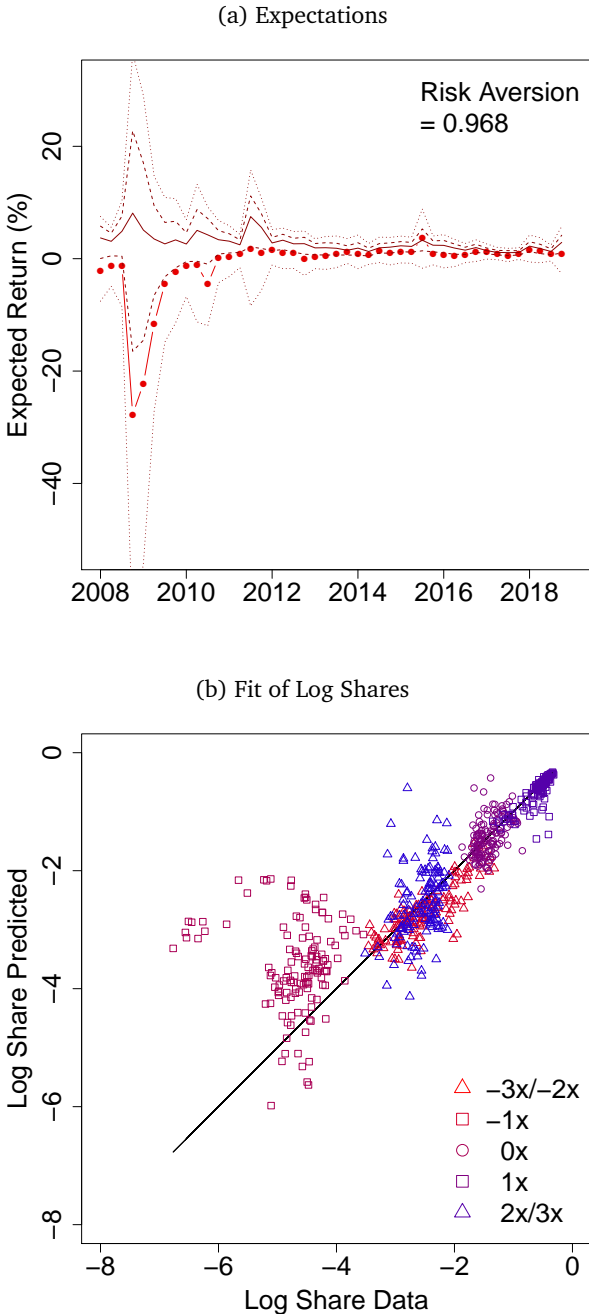 (a) Expectations
Risk Aversion
= 0.968
Expected Return (%)
20
0
−20
−40
2008 2010 2012 2014 2016 2018
(b) Fit of Log Shares
Log Share Predicted
0
−2
−4
−6
−8
−3x/−2x
−1x
0x
1x
2x/3x
−8 −6 −4 −2 0
Log Share Data